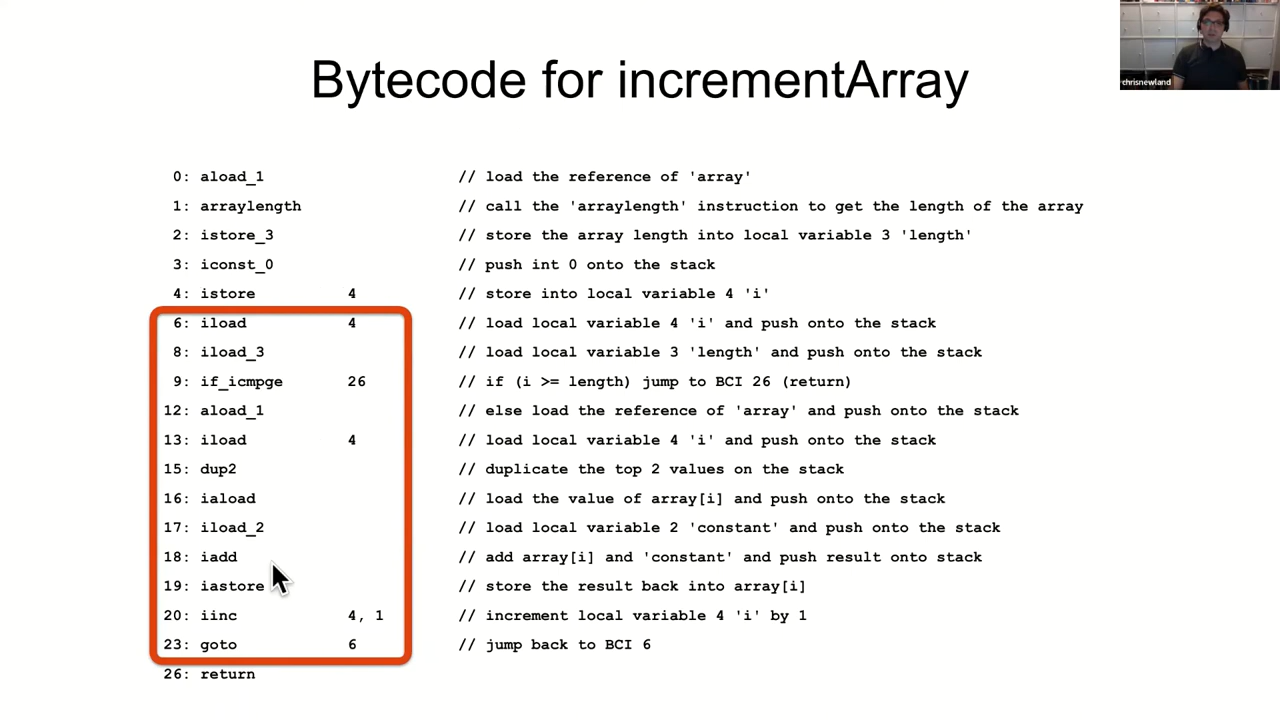 Bytecode for incrementArray
chrisnewland
0: aload_1 // load the reference of 'array'
1: arraylength // call the 'arraylength' instruction to get the length of the array
2: istore_3 // store the array length into local variable 3 'length'
3: iconst_0 // push int 0 onto the stack
4: istore 4 // store into local variable 4 'i'
6: iload 4 // load local variable 4 'i' and push onto the stack
8: iload_3 // load local variable 3 'length' and push onto the stack
9: if_icmpge 26 // if (i >= length) jump to BCI 26 (return)
12: aload_1 // else load the reference of 'array' and push onto the stack
13: iload 4 // load local variable 4 'i' and push onto the stack
15: dup2 // duplicate the top 2 values on the stack
16: iaload // load the value of array[i] and push onto the stack
17: iload_2 // load local variable 2 'constant' and push onto the stack
18: iadd // add array[i] and 'constant' and push result onto stack
19: iastore // store the result back into array[i]
20: iinc 4, 1 // increment local variable 4 'i' by 1
23: goto 6 // jump back to BCI 6
26: return